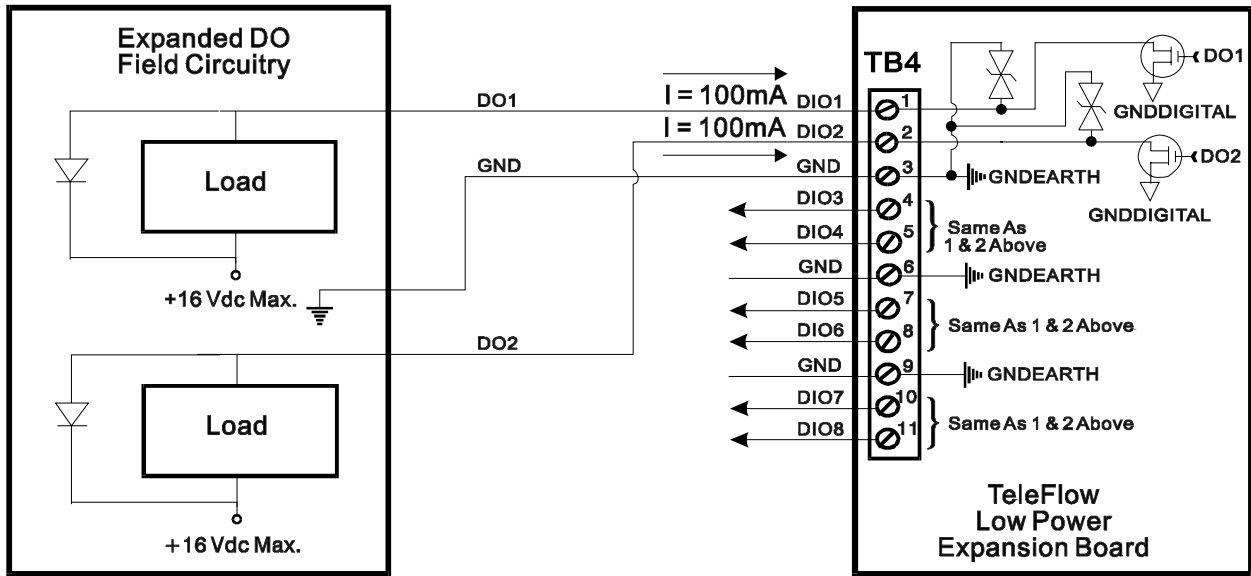 Expanded DO
Field Circuitry
Load
+16 Vdc Max.
Load
+16 Vdc Max.
DO1
GND
DO2
I = 100mA
I = 100mA
DIO1
DIO2
GND
DIO3
DIO4
GND
DIO5
DIO6
GND
DIO7
DIO8
TB4
1
2
3
4
5
6
7
8
9
10
11
DO1
GNDDIGITAL
DO2
GNDDIGITAL
GNDEARTH
Same As
1 & 2 Above
GNDEARTH
Same As 1 & 2 Above
GNDEARTH
Same As 1 & 2 Above
TeleFlow
Low Power
Expansion Board